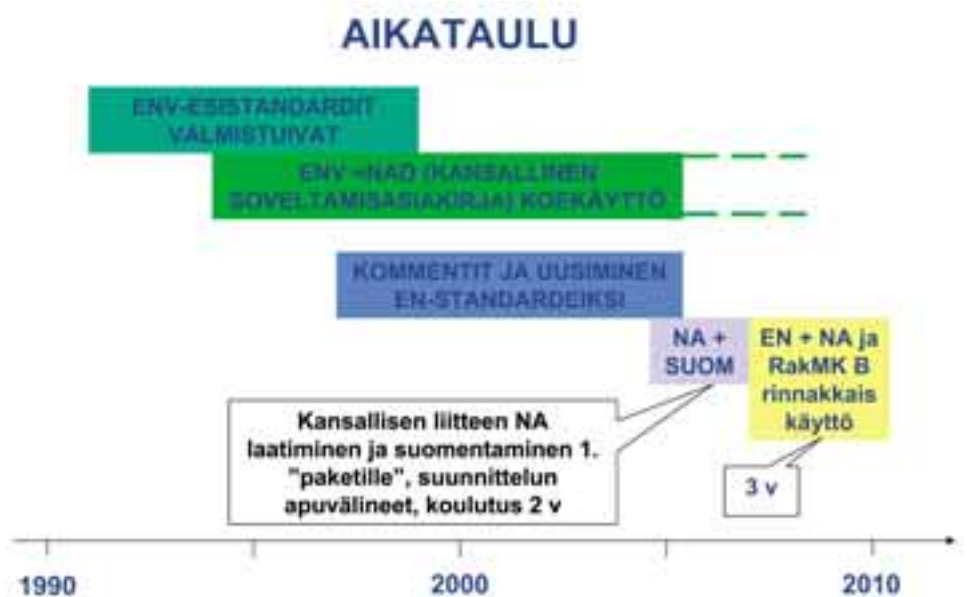 AIKATAULU
ENV-ESISTANDARDIT
VALMISTUIVAT
ENV +NAD (KANSALLINEN
SOVELTAMISASIAKIRJA) KOEKÄYTTÖ
KOMMENTIT JA UUSIMINEN
EN-STANDARDEIKSI
NA +
SUOM
EN + NA ja
RakMK B
rinnakkais
käyttö
Kansallisen liitteen NA
laatiminen ja suomentaminen 1.
"paketille", suunnittelun
apuvälineet, koulutus 2 v
3 v
1990
2000
2010